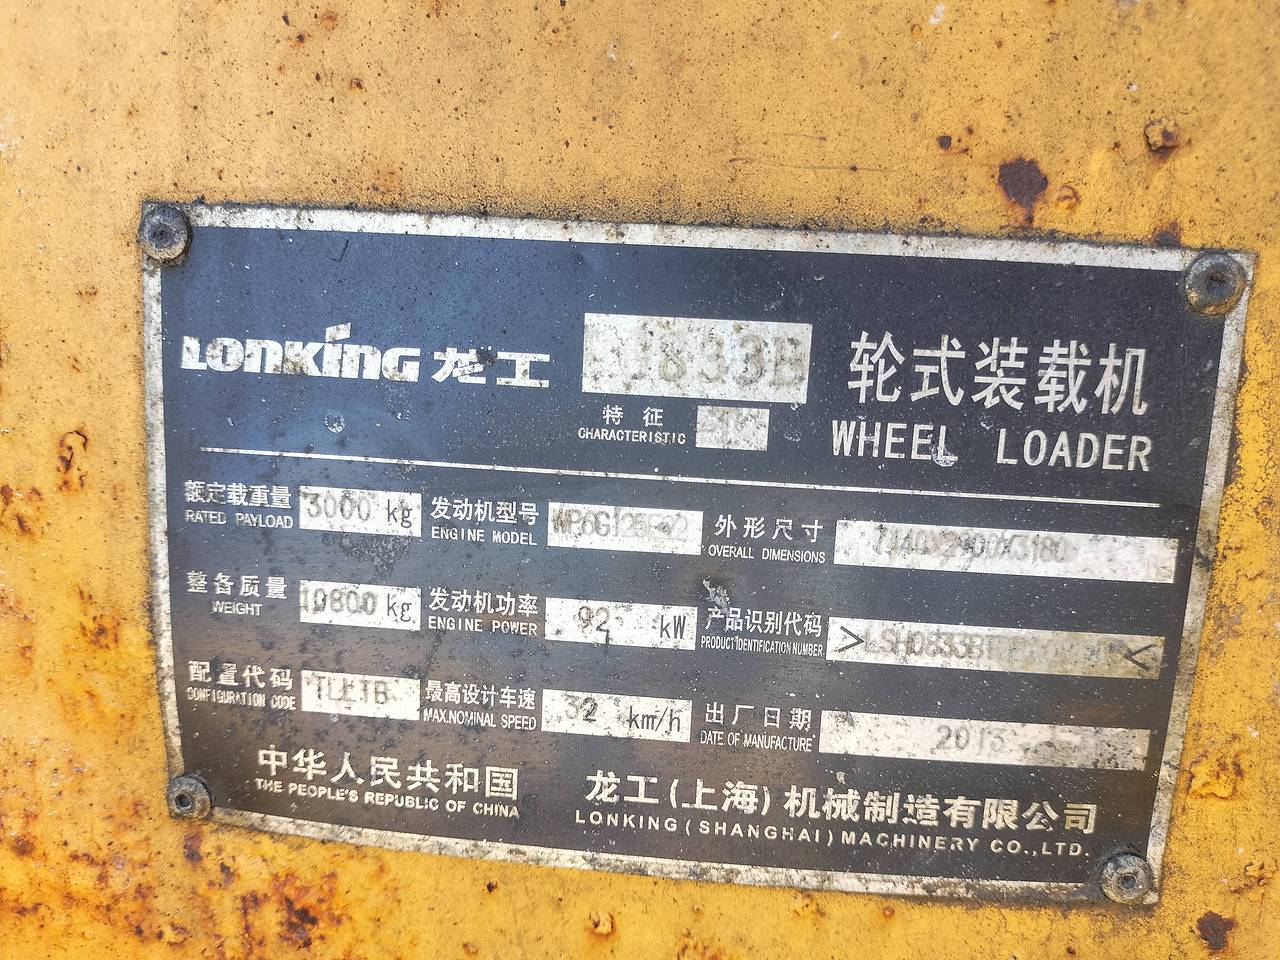 LONKING 龙工 833B 轮式装载机
特征
CHARACTERISTIC
WHEEL LOADER
额定载重量 3000 kg 发动机型号 外形尺寸
RATED PAYLOAD ENGINE MODEL OVERALL DIMENSIONS
整备质量 10800 kg 发动机功率 92 kW 产品识别代码
WEIGHT ENGINE POWER PRODUCT IDENTIFICATION NUMBER
配置代码 最高设计车速 32 km/h 出厂日期 2013
CONFIGURATION CODE MAX.NOMINAL SPEED DATE OF MANUFACTURE
中华人民共和国 龙工(上海)机械制造有限公司
THE PEOPLE'S REPUBLIC OF CHINA LONKING(SHANGHAI)MACHINERY CO.,LTD.